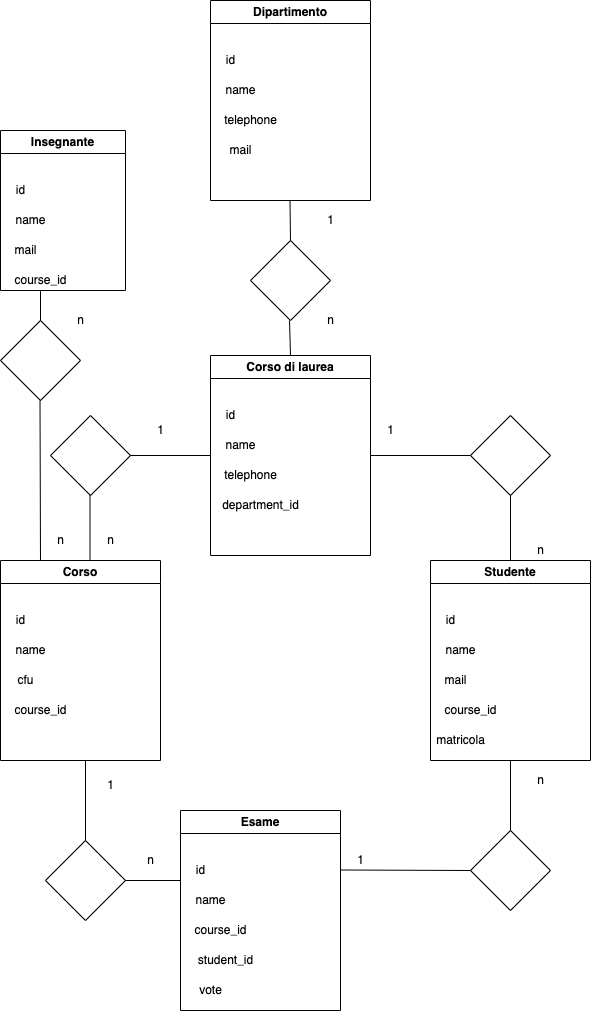 Dipartimento
id
name
telephone
mail
1
Insegnante
id
name
mail
course_id
n
n
Corso di laurea
id
name
telephone
department_id
1
1
n
n
n
Corso
id
name
cfu
course_id
Studente
id
name
mail
course_id
matricola
1
n
n
1
Esame
id
name
course_id
student_id
vote